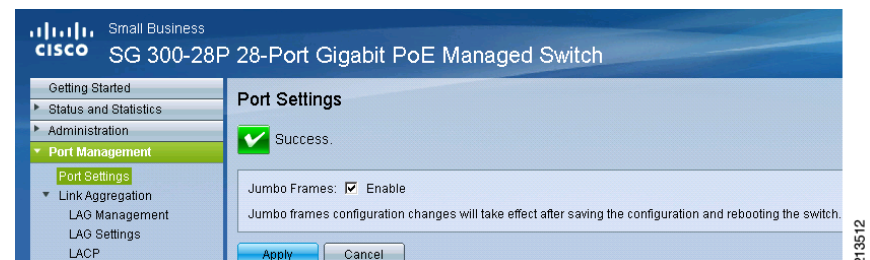 Small Business
CISCO SG 300-28P 28-Port Gigabit PoE Managed Switch
Getting Started
Status and Statistics
Administration
Port Management
Port Settings
Link Aggregation
LAG Management
LAG Settings
LACP
Port Settings
Success.
Jumbo Frames: Enable
Jumbo frames configuration changes will take effect after saving the configuration and rebooting the switch.
Apply Cancel
213512